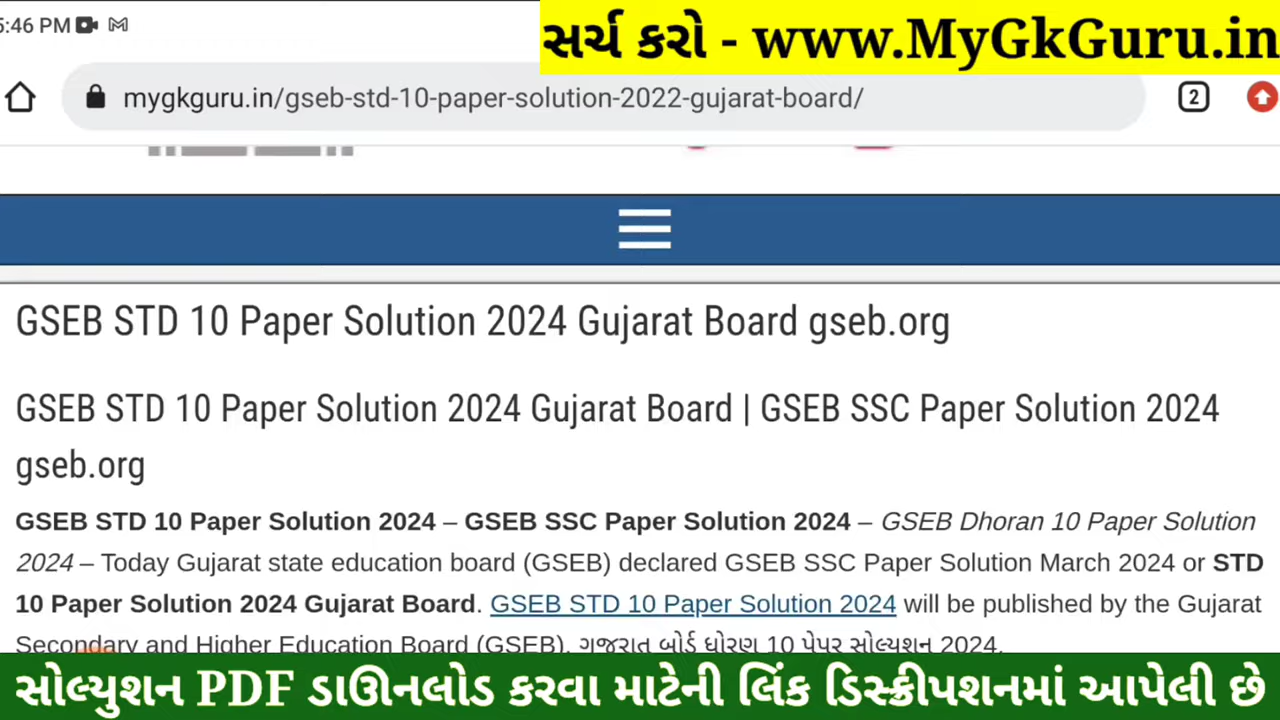 5:46 PM
સર્ચ કરો - www.MyGkGuru.in
mygkguru.in/gseb-std-10-paper-solution-2022-gujarat-board/
2
GSEB STD 10 Paper Solution 2024 Gujarat Board gseb.org
GSEB STD 10 Paper Solution 2024 Gujarat Board | GSEB SSC Paper Solution 2024
gseb.org
GSEB STD 10 Paper Solution 2024 – GSEB SSC Paper Solution 2024 – GSEB Dhoran 10 Paper Solution
2024 – Today Gujarat state education board (GSEB) declared GSEB SSC Paper Solution March 2024 or STD
10 Paper Solution 2024 Gujarat Board. GSEB STD 10 Paper Solution 2024 will be published by the Gujarat
Secondary and Higher Education Board (GSEB). ગુજરાત બોર્ડ ધોરણ 10 પેપર સોલ્યુશન 2024.
સોલ્યુશન PDF ડાઊનલોડ કરવા માટેની લિંક ડિસ્ક્રીપશનમાં આપેલી છે